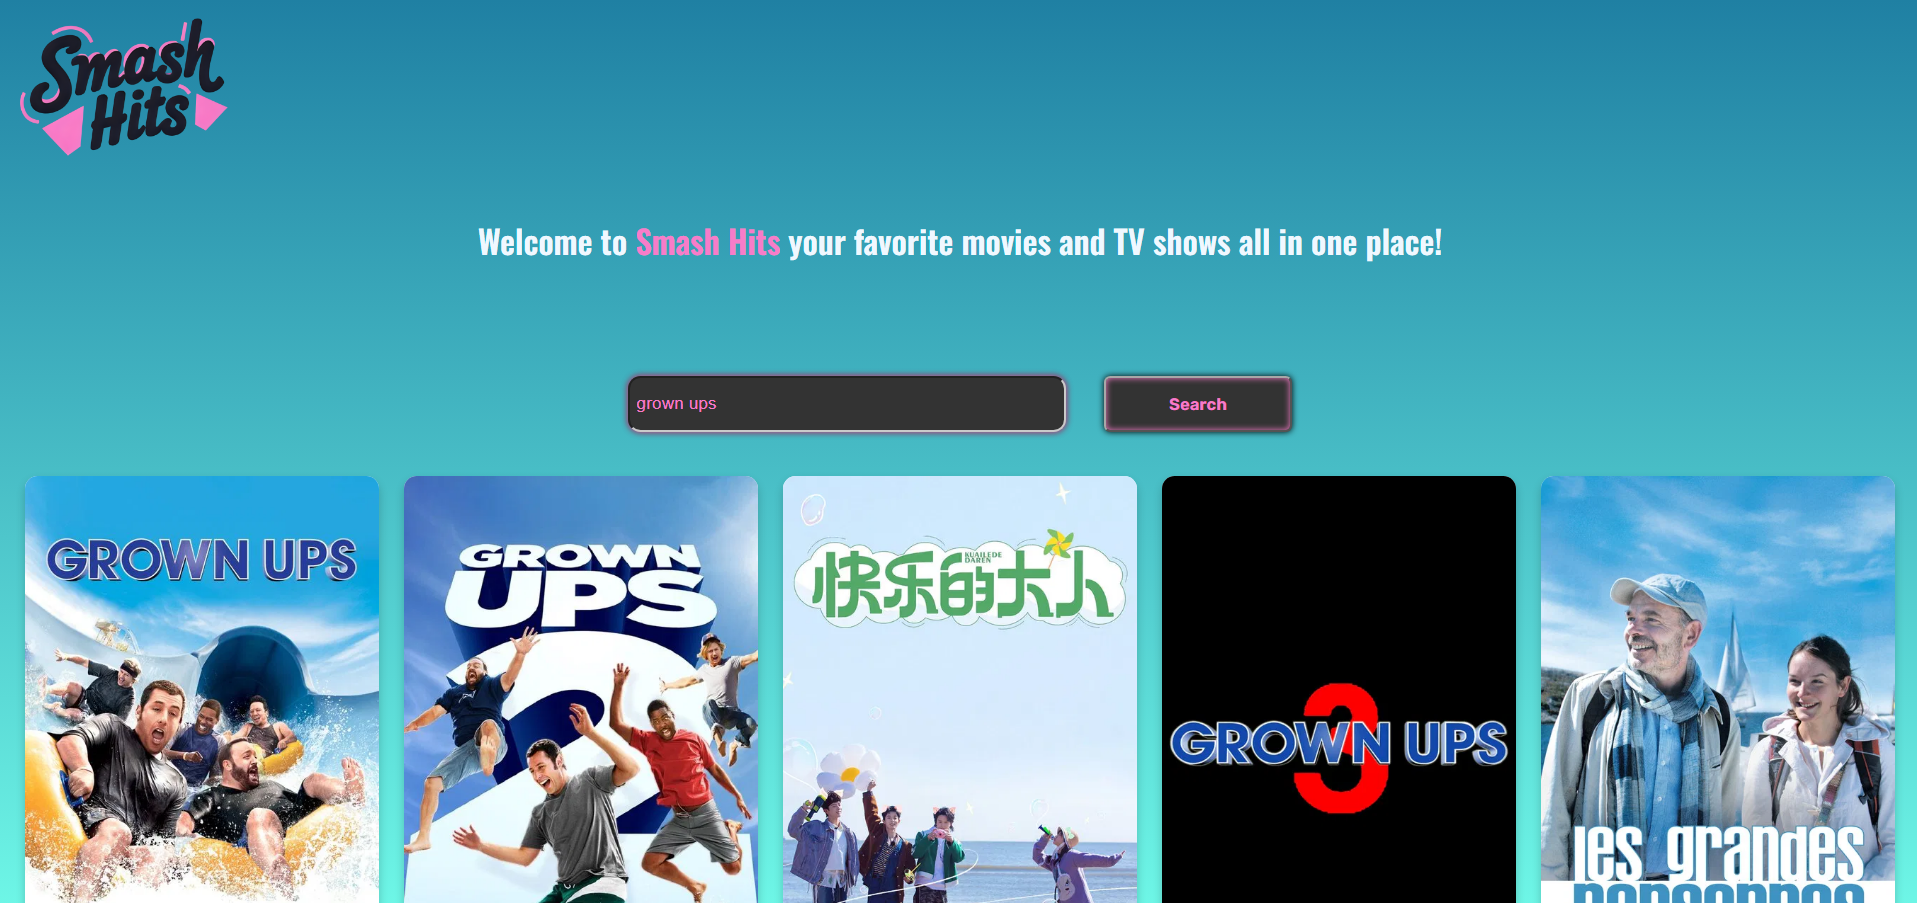 Smash
Hits
Welcome to Smash Hits your favorite movies and TV shows all in one place!
grown ups
Search
GROWN UPS
GROWN
UPS
2
快乐的大人
KUAILEDE
DAREN
3
GROWN UPS
les grandes
personnes